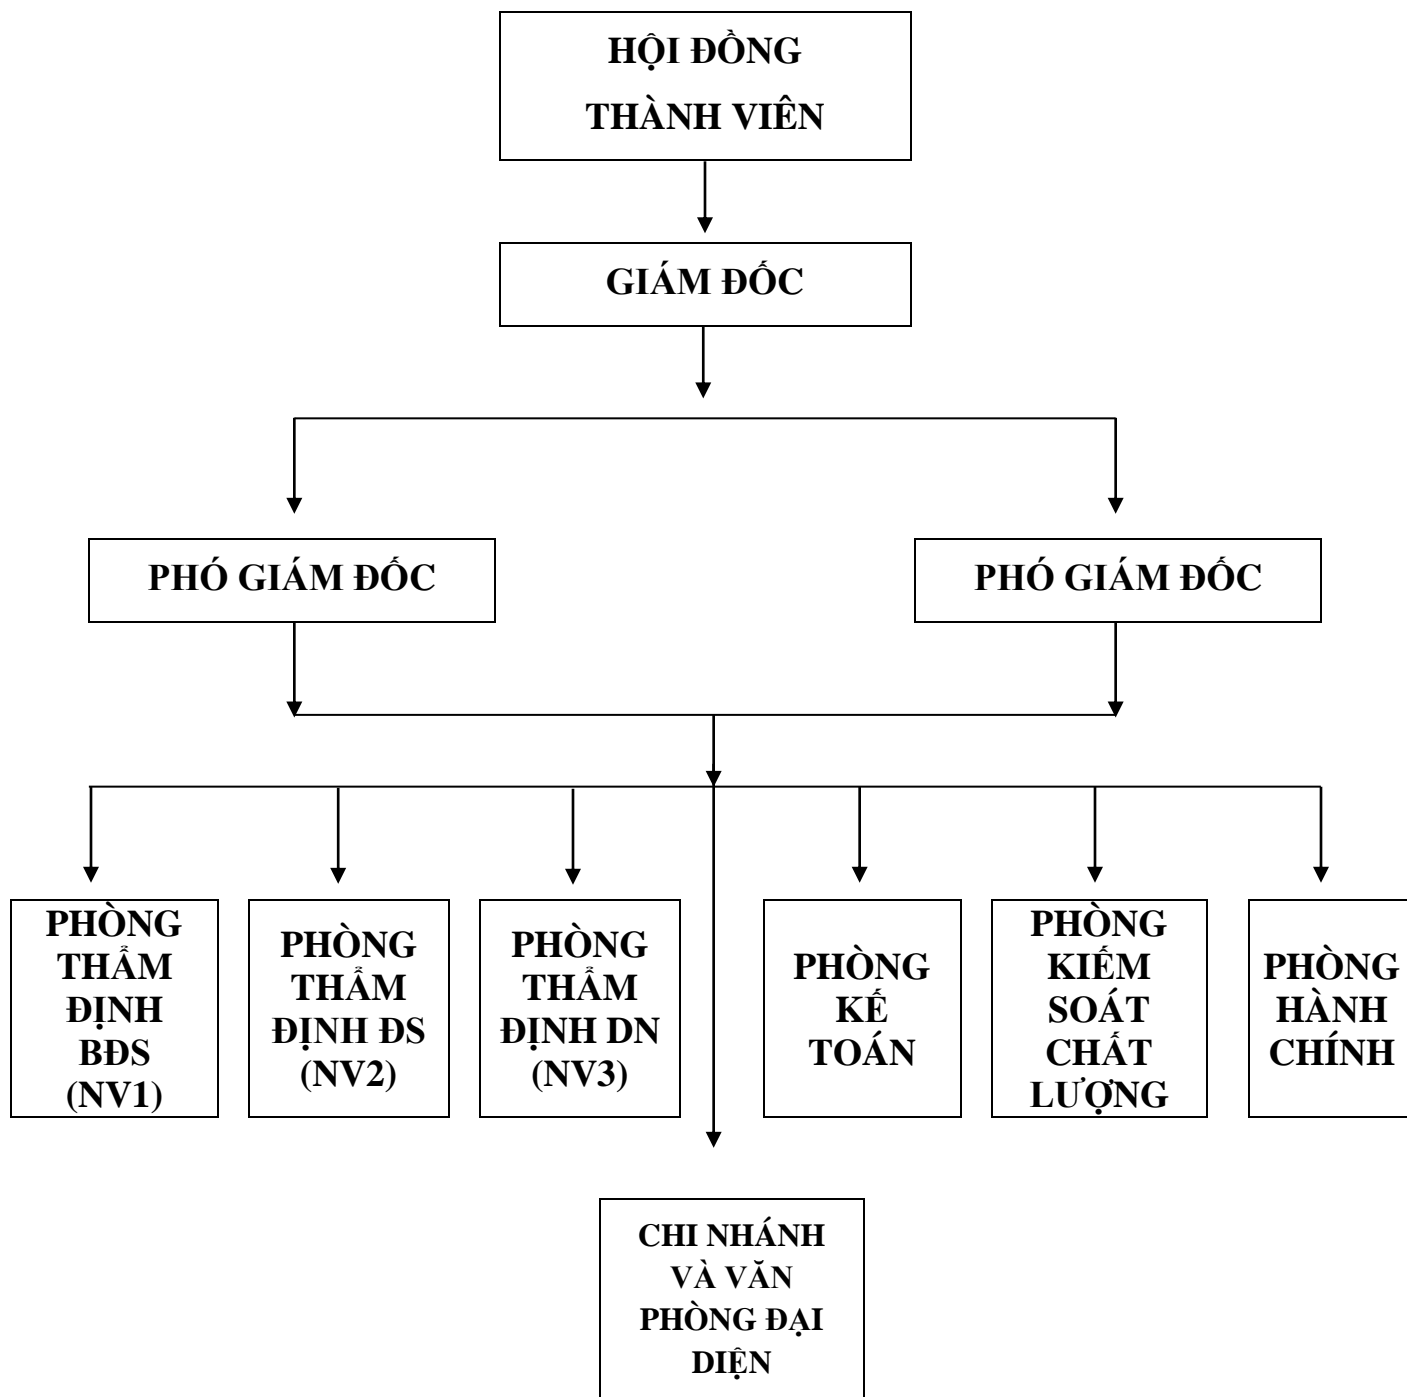 HỘI ĐỒNG
THÀNH VIÊN
GIÁM ĐỐC
PHÓ GIÁM ĐỐC
PHÓ GIÁM ĐỐC
PHÒNG
THẨM
ĐỊNH
BĐS
(NV1)
PHÒNG
THẨM
ĐỊNH ĐS
(NV2)
PHÒNG
THẨM
ĐỊNH DN
(NV3)
PHÒNG
KẾ
TOÁN
PHÒNG
KIẾM
SOÁT
CHẤT
LƯỢNG
PHÒNG
HÀNH
CHÍNH
CHI NHÁNH
VÀ VĂN
PHÒNG ĐẠI
DIỆN